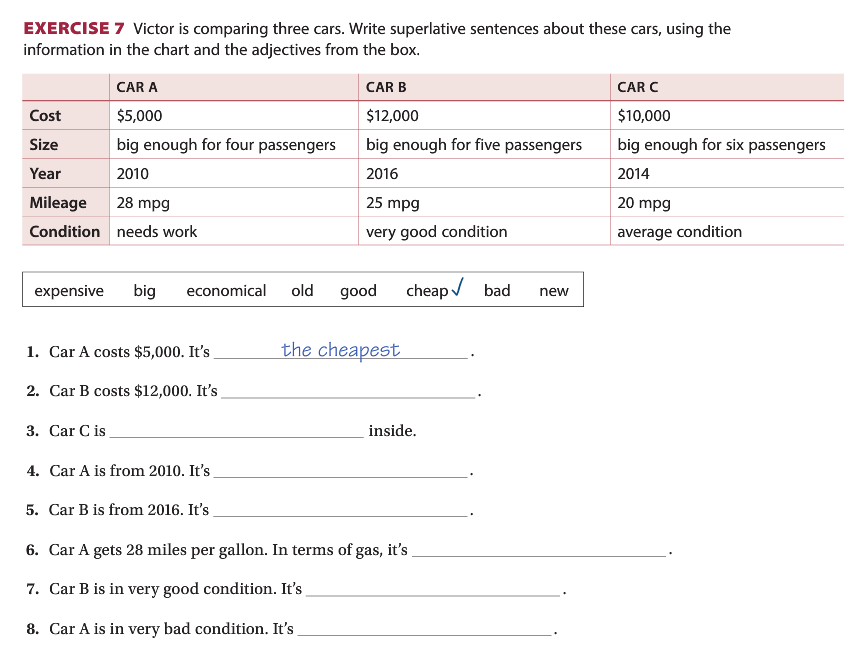 EXERCISE 7 Victor is comparing three cars. Write superlative sentences about these cars, using the
information in the chart and the adjectives from the box.
CAR A CAR B CAR C
Cost $5,000 $12,000 $10,000
Size big enough for four passengers big enough for five passengers big enough for six passengers
Year 2010 2016 2014
Mileage 28 mpg 25 mpg 20 mpg
Condition needs work very good condition average condition
expensive big economical old good cheap✓ bad new
1. Car A costs $5,000. It's the cheapest.
2. Car B costs $12,000. It's ____.
3. Car C is ____ inside.
4. Car A is from 2010. It's ____.
5. Car B is from 2016. It's ____.
6. Car A gets 28 miles per gallon. In terms of gas, it's ____.
7. Car B is in very good condition. It's ____.
8. Car A is in very bad condition. It's ____.